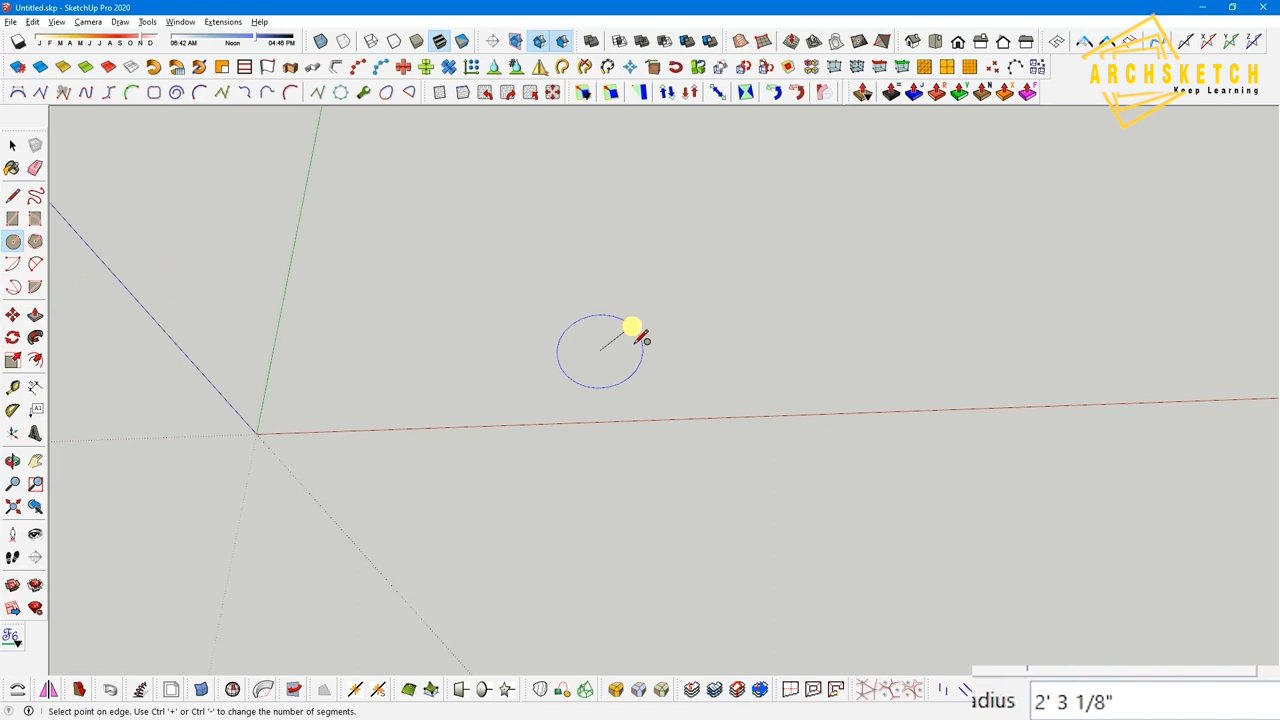 Untitled.skp - SketchUp Pro 2020
File Edit View Camera Draw Tools Window Extensions Help
J F M A M J J A S O N D 06:42 AM Noon 04:46 PM
ARCHSKETCH
Keep Learning
A1
Select point on edge. Use Ctrl '+' or Ctrl '-' to change the number of segments.
adius 2' 3 1/8"